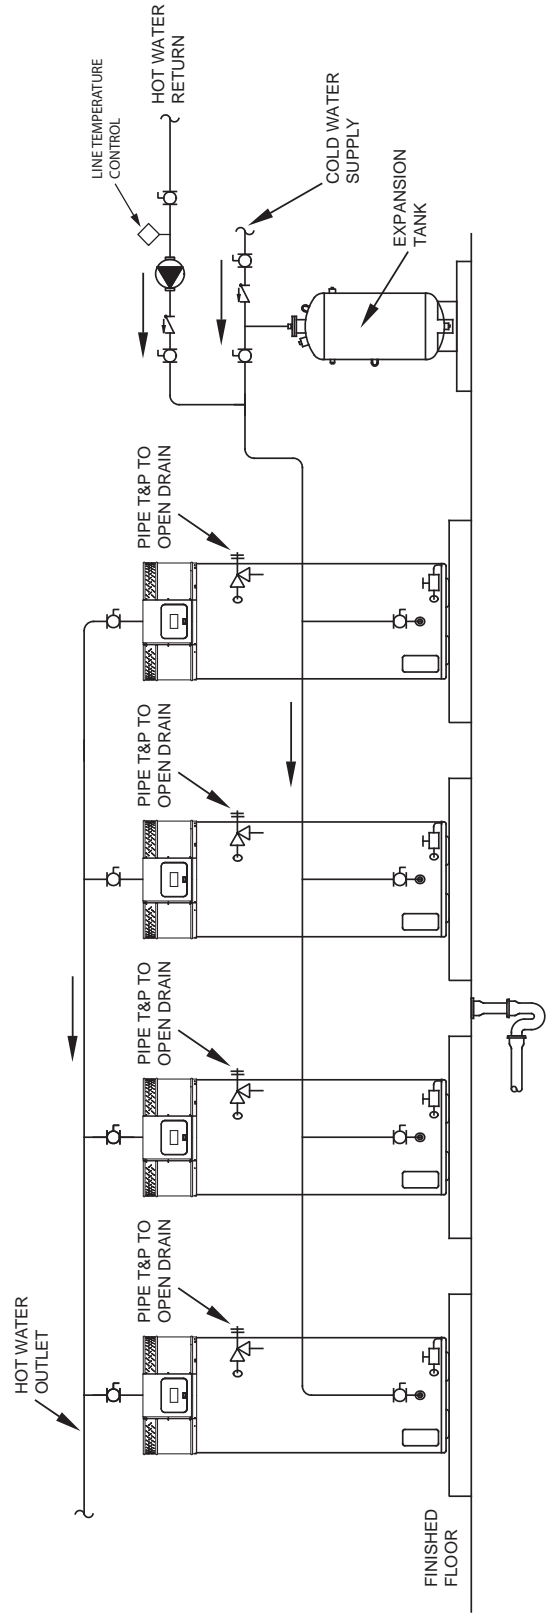 HOT WATER
OUTLET
PIPE T&P TO
OPEN DRAIN
PIPE T&P TO
OPEN DRAIN
PIPE T&P TO
OPEN DRAIN
PIPE T&P TO
OPEN DRAIN
LINE TEMPERATURE
CONTROL
HOT WATER
RETURN
COLD WATER
SUPPLY
EXPANSION
TANK
FINISHED
FLOOR